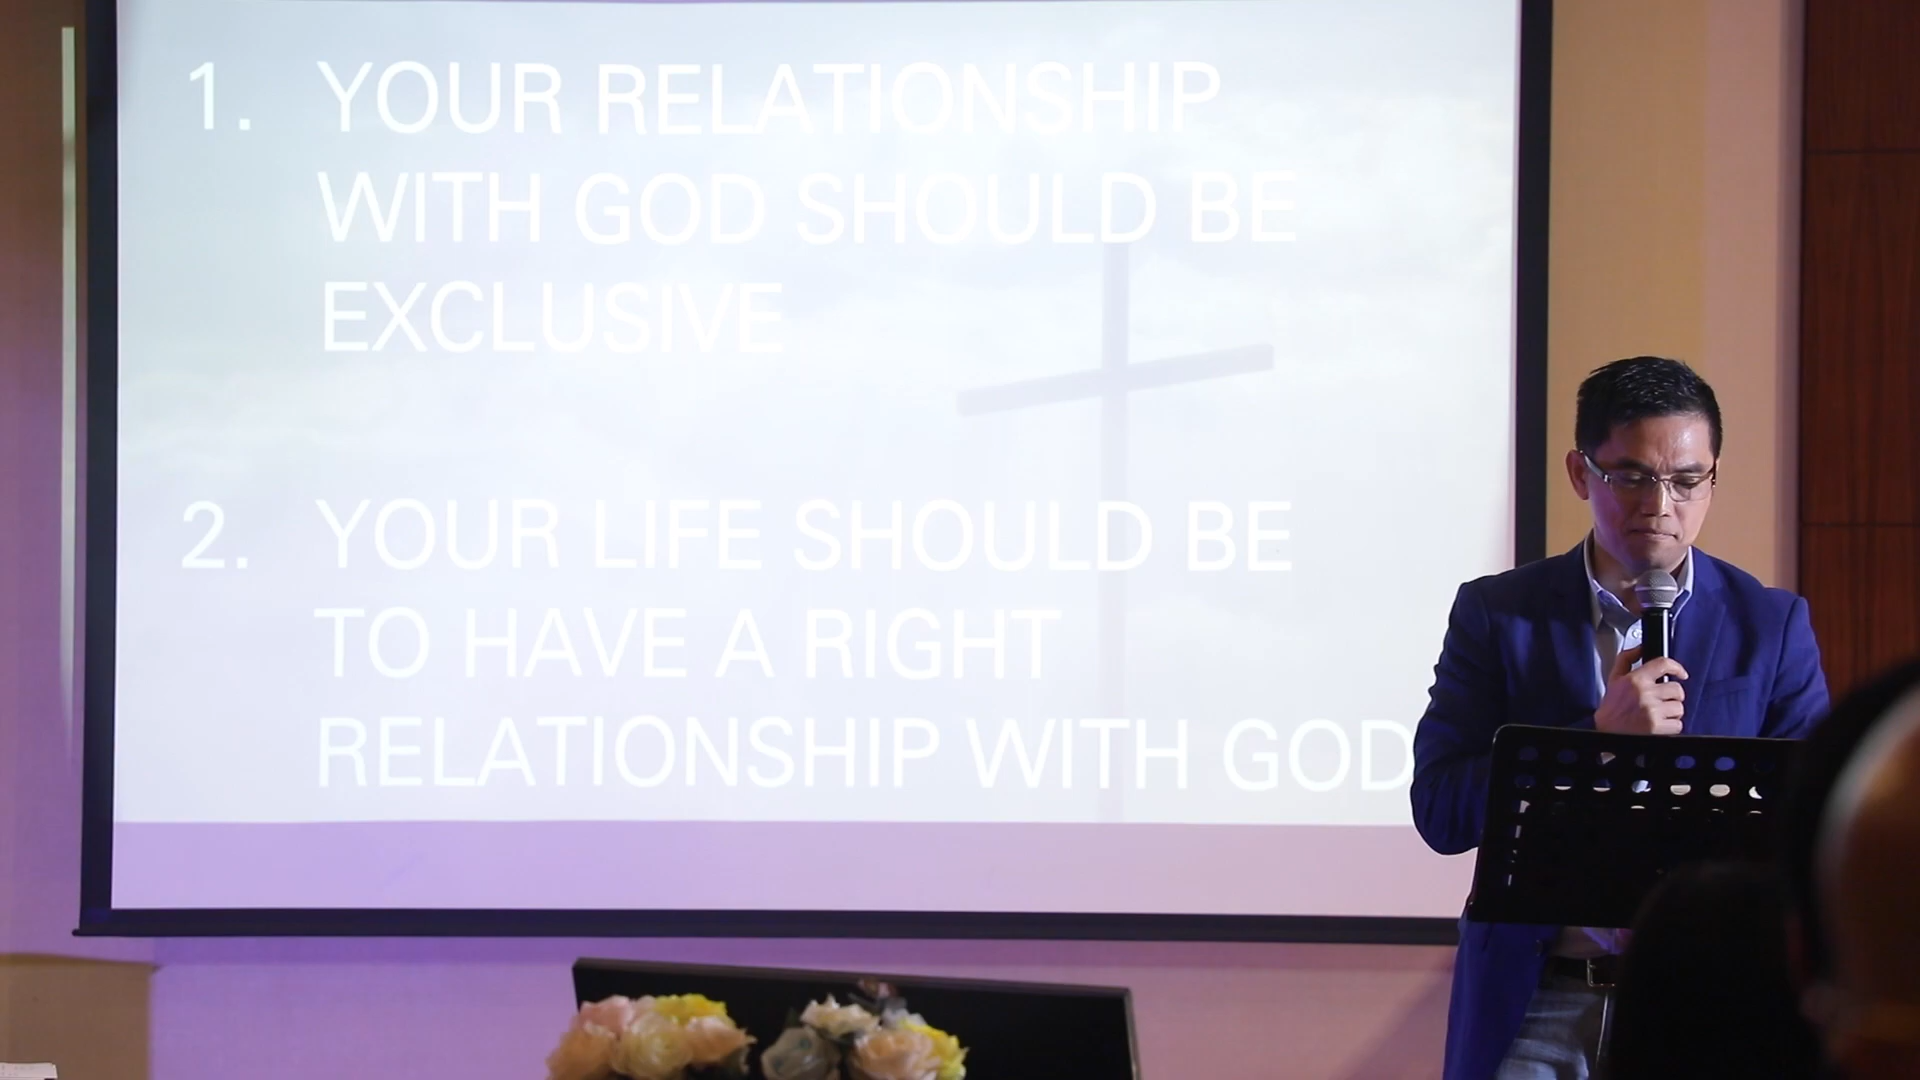 1. YOUR RELATIONSHIP
WITH GOD SHOULD BE
EXCLUSIVE
2. YOUR LIFE SHOULD BE
TO HAVE A RIGHT
RELATIONSHIP WITH GOD